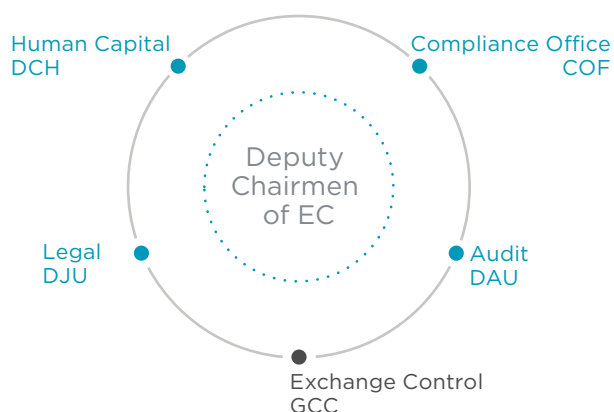 Human Capital
DCH
Compliance Office
COF
Deputy
Chairmen
of EC
Legal
DJU
Audit
DAU
Exchange Control
GCC